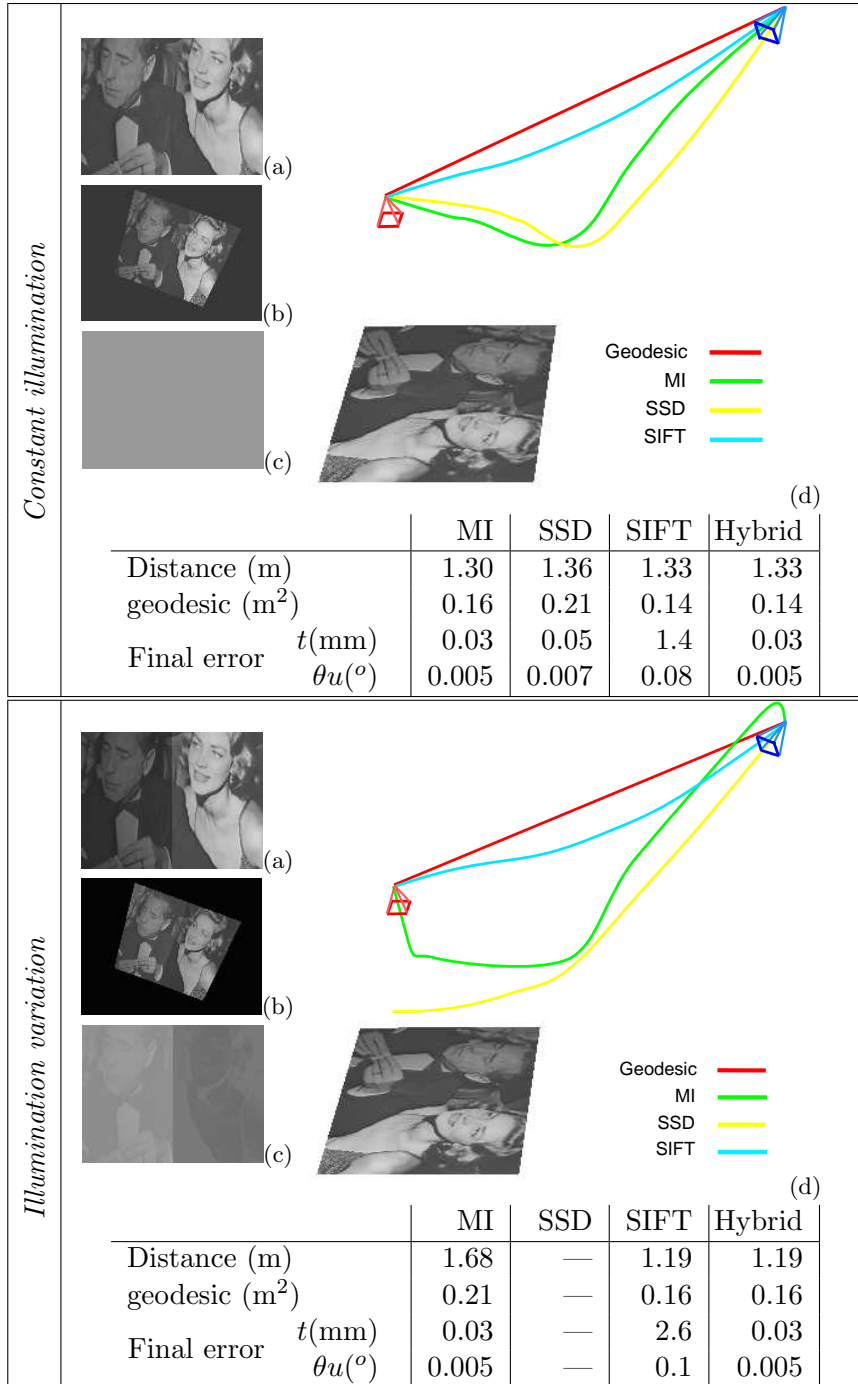 Constant illumination
(a)
(b)
(c)
Geodesic
MI
SSD
SIFT
(d)
MI SSD SIFT Hybrid
Distance (m) 1.30 1.36 1.33 1.33
geodesic (m²) 0.16 0.21 0.14 0.14
Final error t(mm) 0.03 0.05 1.4 0.03
θu(°) 0.005 0.007 0.08 0.005
Illumination variation
(a)
(b)
(c)
Geodesic
MI
SSD
SIFT
(d)
MI SSD SIFT Hybrid
Distance (m) 1.68 — 1.19 1.19
geodesic (m²) 0.21 — 0.16 0.16
Final error t(mm) 0.03 — 2.6 0.03
θu(°) 0.005 — 0.1 0.005